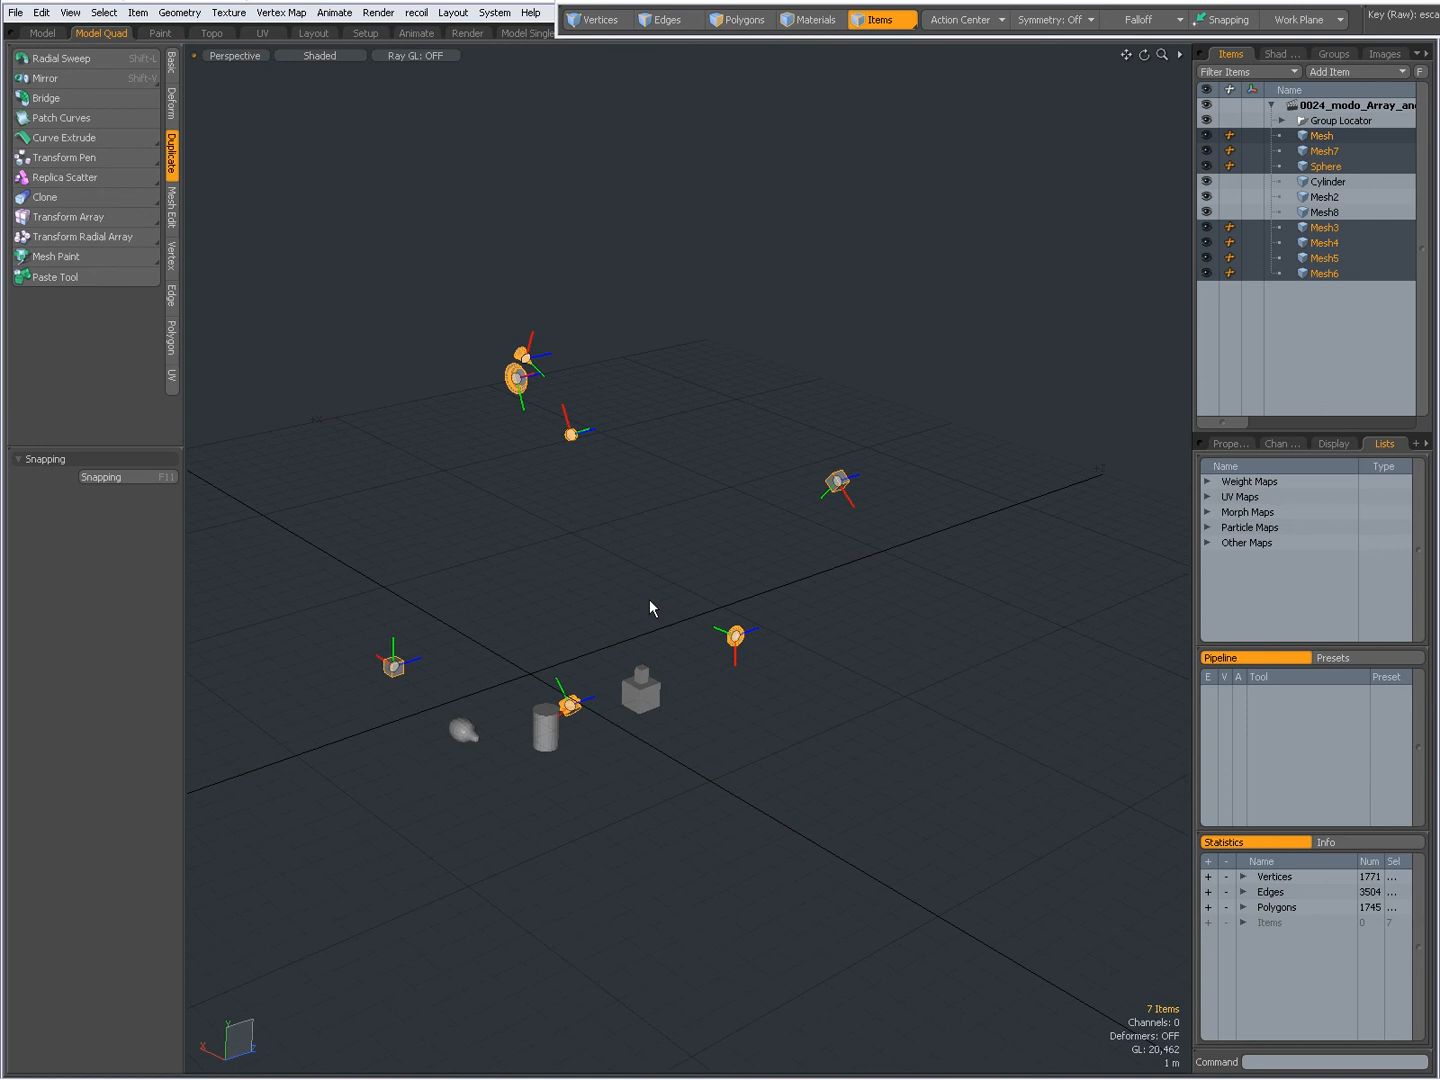 File Edit View Select Item Geometry Texture Vertex Map Animate Render recoil Layout System Help
Vertices Edges Polygons Materials Items Action Center Symmetry: Off Falloff Snapping Work Plane Key (Raw): esca
Model Model Quad Paint Topo UV Layout Setup Animate Render Model Single
Perspective Shaded Ray GL: OFF
Radial Sweep Shift-L
Mirror Shift-V
Bridge
Patch Curves
Curve Extrude
Transform Pen
Replica Scatter
Clone
Transform Array
Transform Radial Array
Mesh Paint
Paste Tool
Basic
Deform
Duplicate
Mesh Edit
Vertex
Edge
Polygon
UV
Snapping
Snapping F11
Items Shad ... Groups Images
Filter Items Add Item F
Name
0024_modo_Array_and
Group Locator
Mesh
Mesh7
Sphere
Cylinder
Mesh2
Mesh8
Mesh3
Mesh4
Mesh5
Mesh6
Prope... Chan ... Display Lists +
Name Type
Weight Maps
UV Maps
Morph Maps
Particle Maps
Other Maps
Pipeline Presets
E V A Tool Preset
Statistics Info
+ - Name Num Sel
+ - Vertices 1771 ...
+ - Edges 3504 ...
+ - Polygons 1745 ...
+ - Items 0 7
7 Items
Channels: 0
Deformers: OFF
GL: 20,462
1 m
Y
X
Z
Command